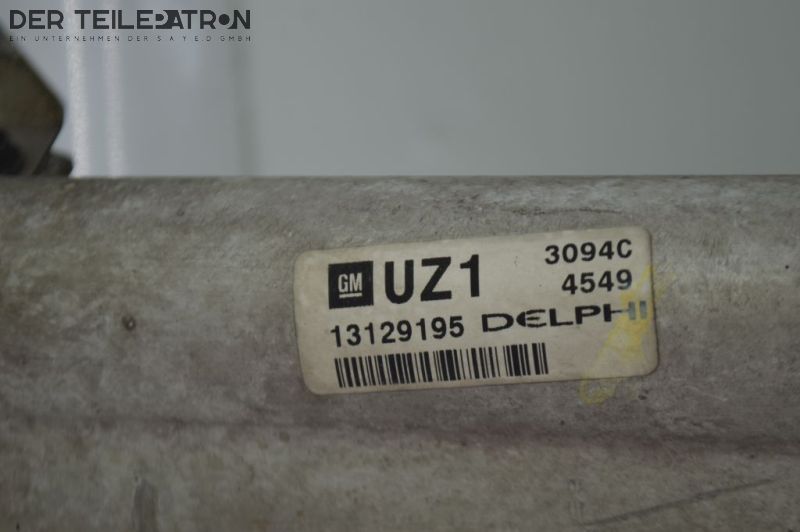 DER TEILEPATRON
EIN UNTERNEHMEN DER S A Y E.D GMBH
GM UZ1 3094C
4549
13129195 DELPHI